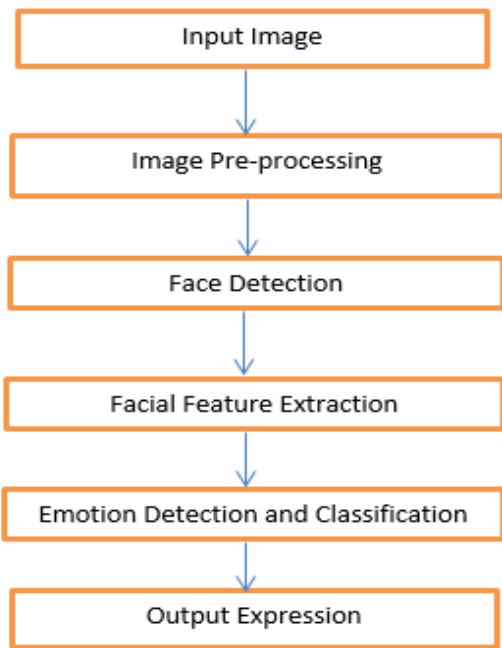 Input Image
Image Pre-processing
Face Detection
Facial Feature Extraction
Emotion Detection and Classification
Output Expression